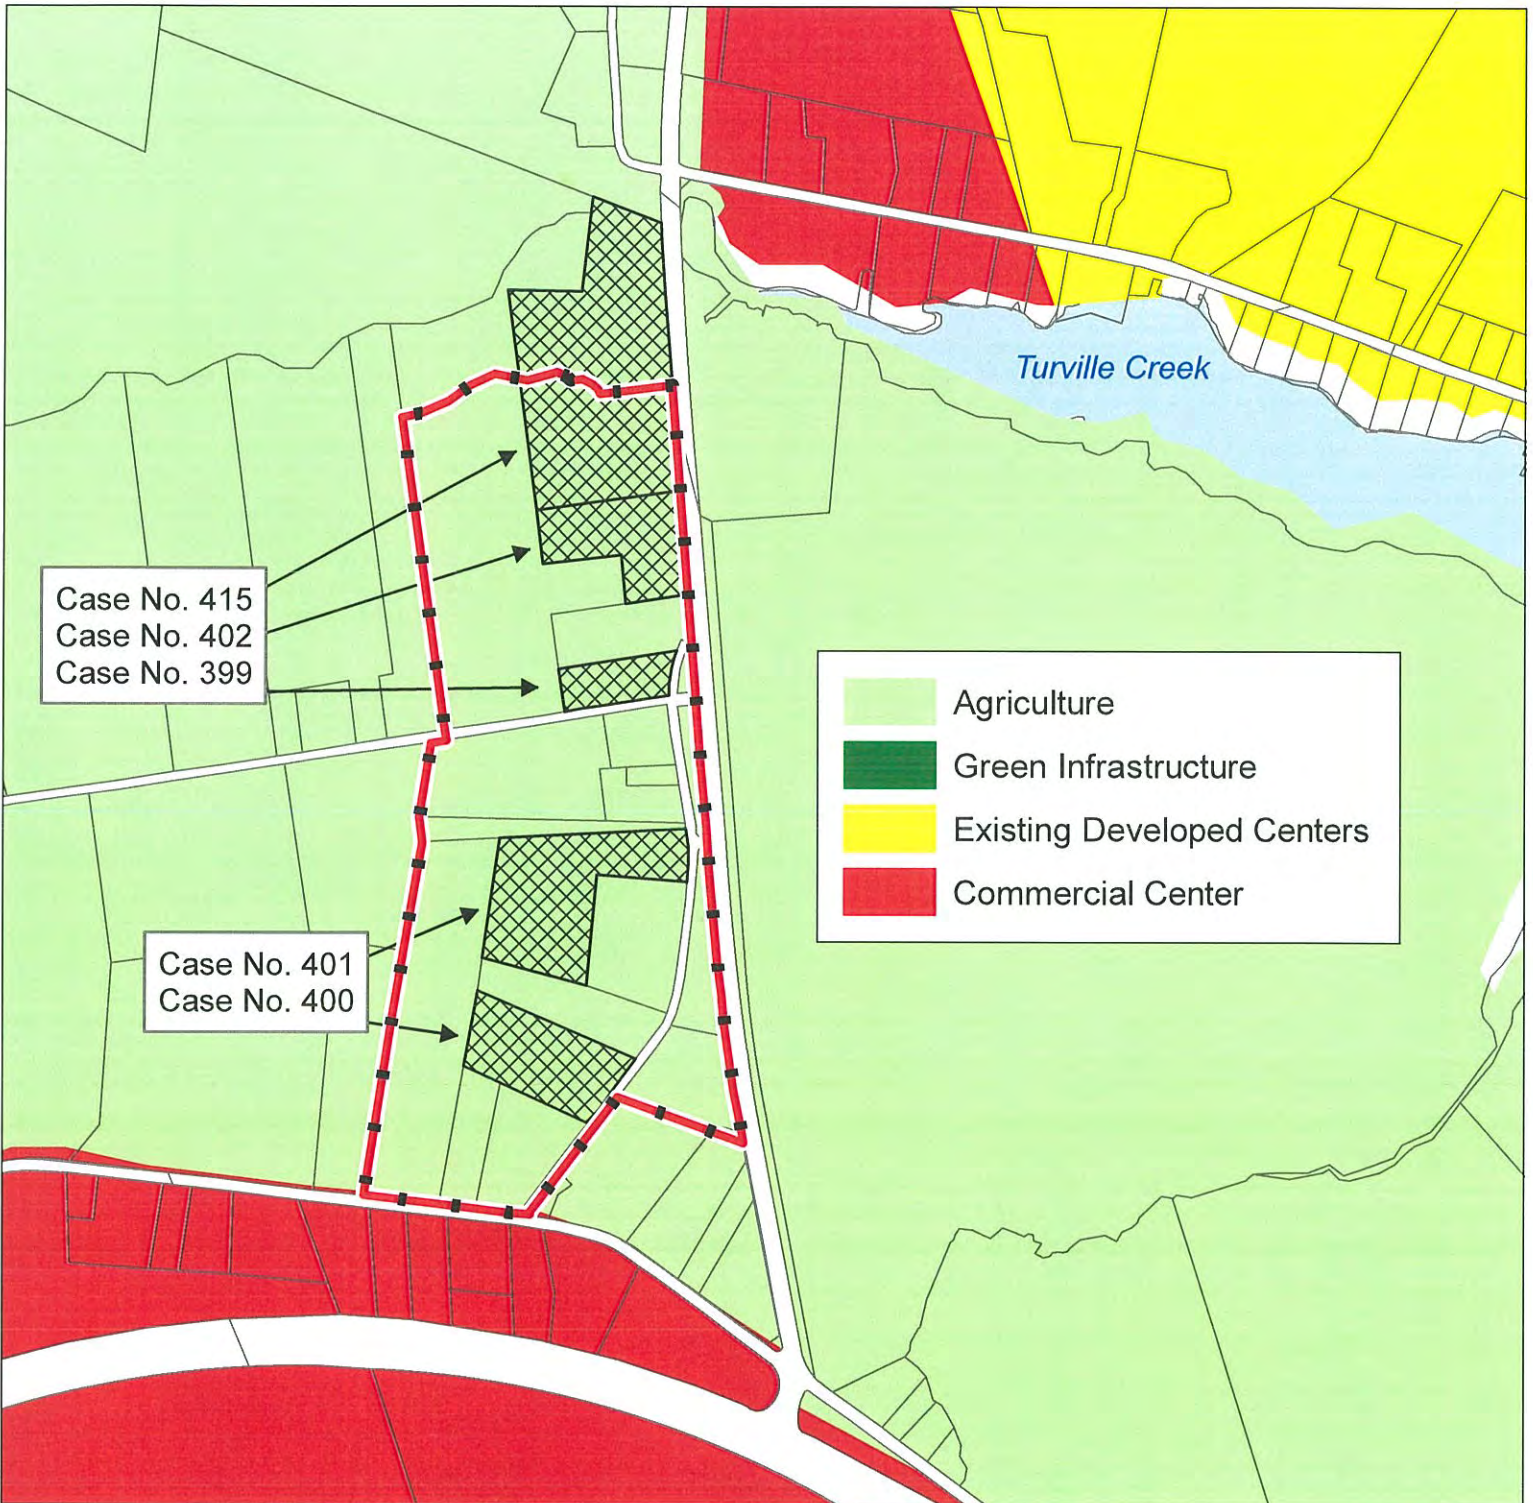 Turville Creek
Case No. 415
Case No. 402
Case No. 399
Agriculture
Green Infrastructure
Existing Developed Centers
Commercial Center
Case No. 401
Case No. 400